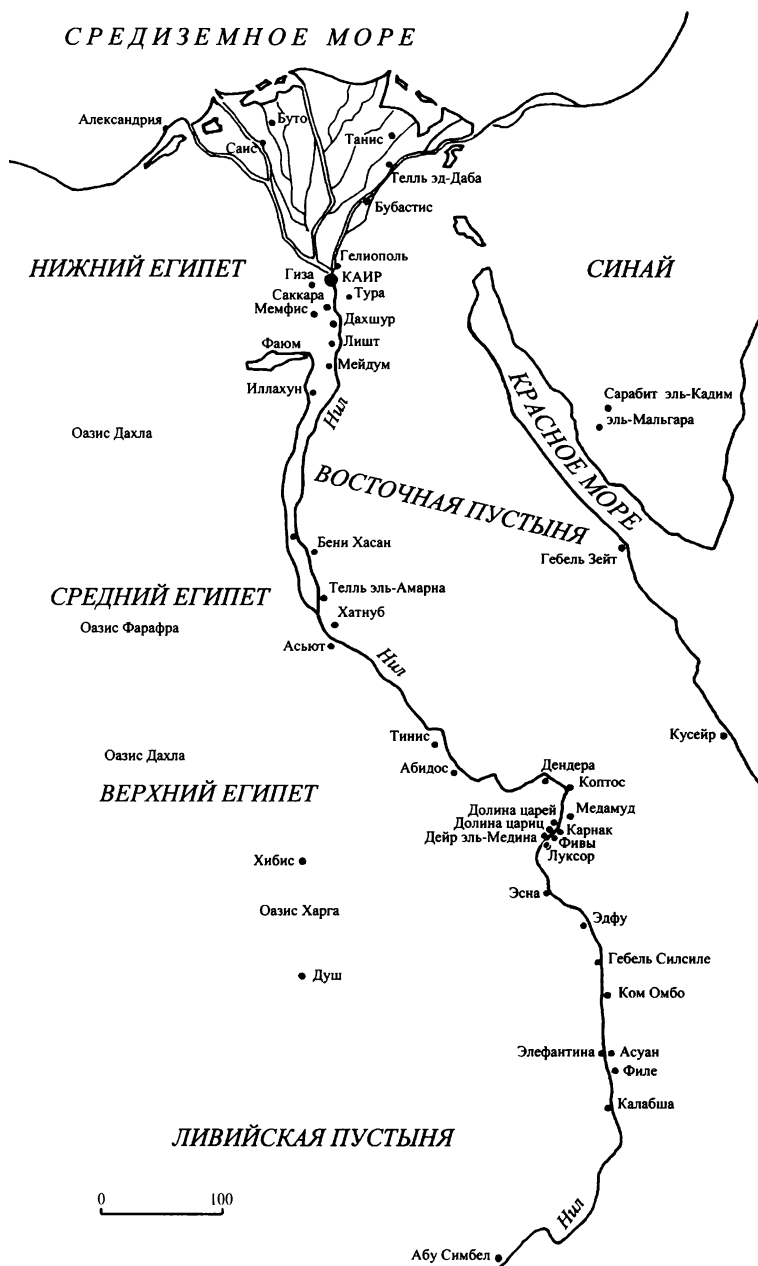 СРЕДИЗЕМНОЕ МОРЕ
Александрия
Буто
Саис
Танис
Телль эд-Даба
Бубастис
НИЖНИЙ ЕГИПЕТ
СИНАЙ
Гелиополь
КАИР
Гиза
Тура
Саккара
Мемфис
Дахшур
Лишт
Фаюм
Мейдум
Иллахун
Нил
Оазис Дахла
КРАСНОЕ МОРЕ
Сарабит эль-Кадим
эль-Мальгара
ВОСТОЧНАЯ ПУСТЫНЯ
Бени Хасан
Гебель Зейт
СРЕДНИЙ ЕГИПЕТ
Телль эль-Амарна
Хатнуб
Оазис Фарафра
Асьют
Нил
Тинис
Кусейр
Оазис Дахла
Абидос
Дендера
Коптос
ВЕРХНИЙ ЕГИПЕТ
Долина царей
Медамуд
Долина цариц
Карнак
Дейр эль-Медина
Фивы
Луксор
Хибис
Эсна
Оазис Харга
Эдфу
Гебель Силсиле
Душ
Ком Омбо
Элефантина
Асуан
Филе
Калабша
ЛИВИЙСКАЯ ПУСТЫНЯ
0 100
Нил
Абу Симбел